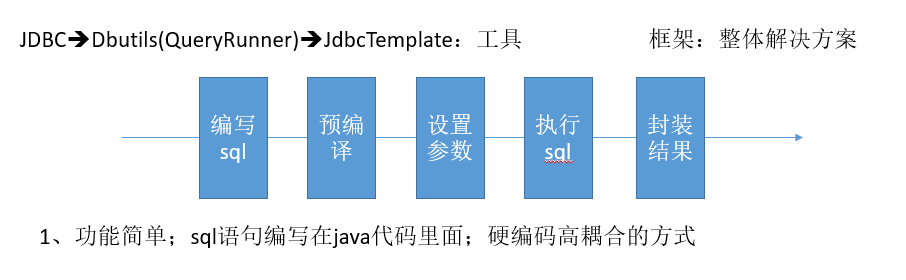 JDBC→Dbutils(QueryRunner)→JdbcTemplate：工具 框架：整体解决方案
编写 预编 设置 执行 封装
sql 译 参数 sql 结果
1、功能简单；sql语句编写在java代码里面；硬编码高耦合的方式